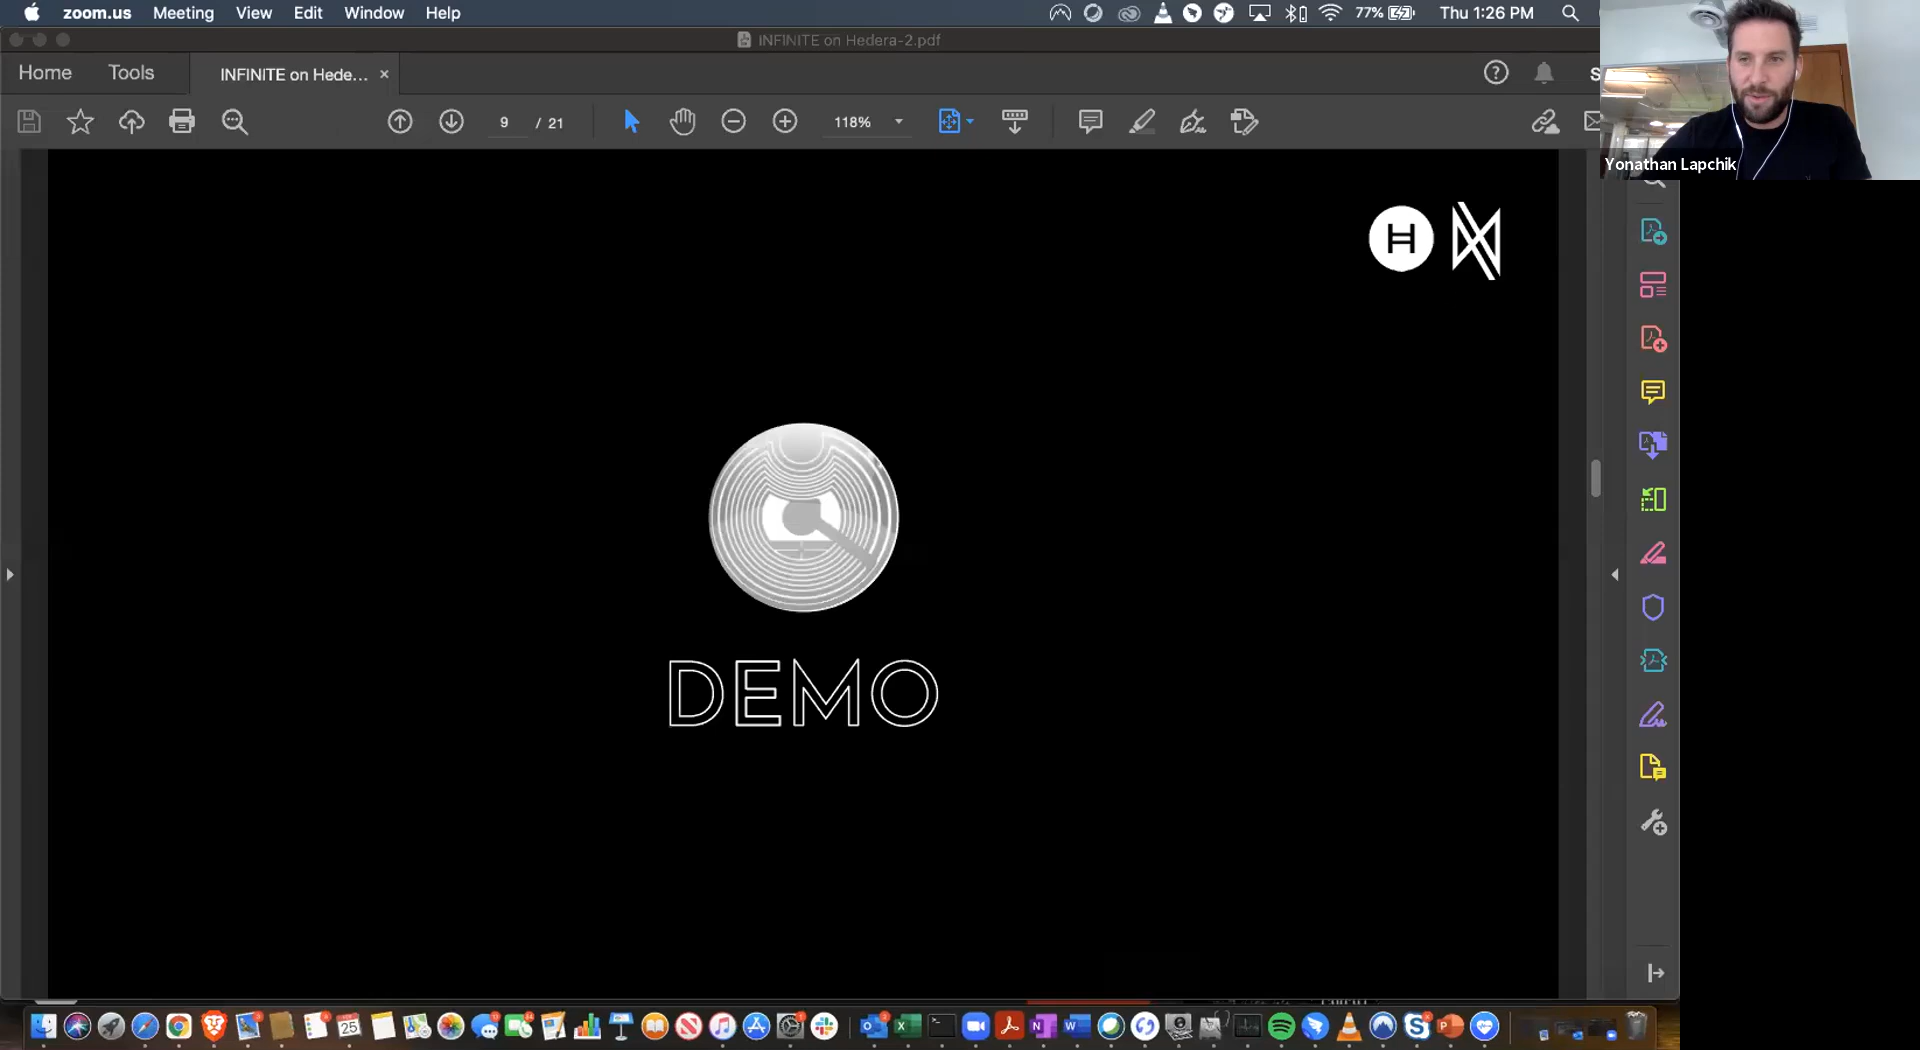 zoom.us Meeting View Edit Window Help 77% Thu 1:26 PM
INFINITE on Hedera-2.pdf
Home Tools INFINITE on Hede... ×
9 / 21 118%
Yonathan Lapchik
H
DEMO
25